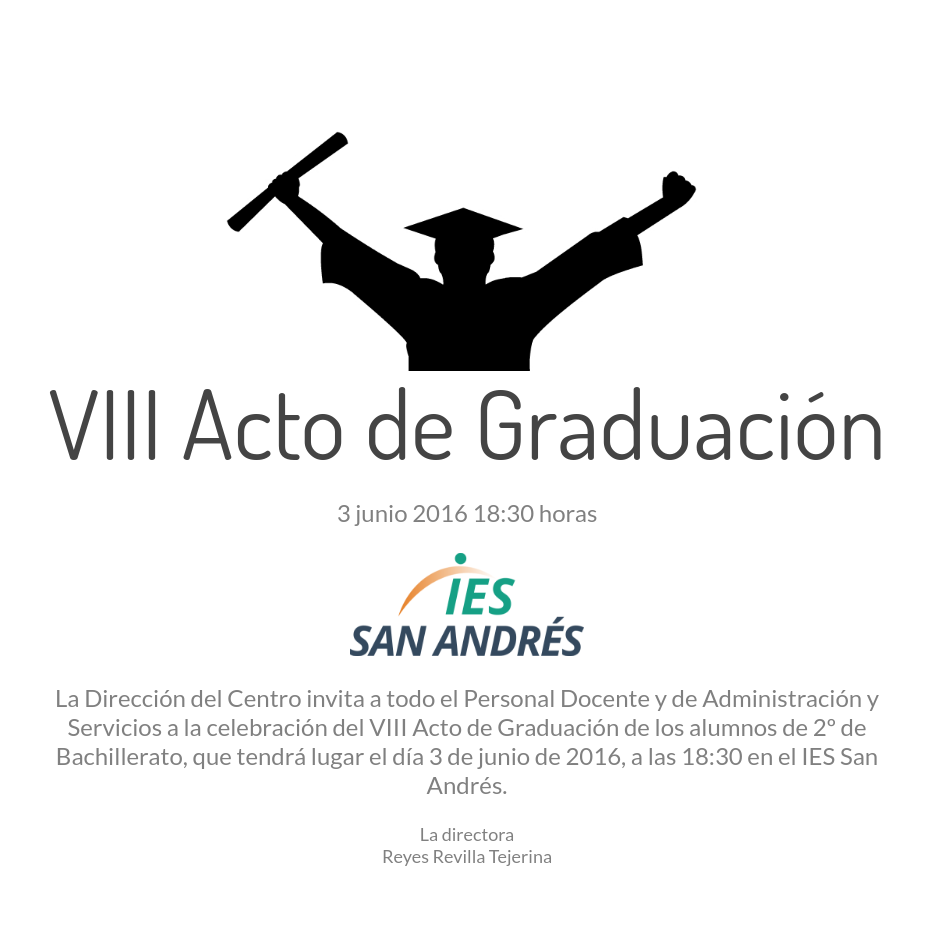 VIII Acto de Graduación
3 junio 2016 18:30 horas
IES
SAN ANDRÉS
La Dirección del Centro invita a todo el Personal Docente y de Administración y
Servicios a la celebración del VIII Acto de Graduación de los alumnos de 2º de
Bachillerato, que tendrá lugar el día 3 de junio de 2016, a las 18:30 en el IES San
Andrés.
La directora
Reyes Revilla Tejerina